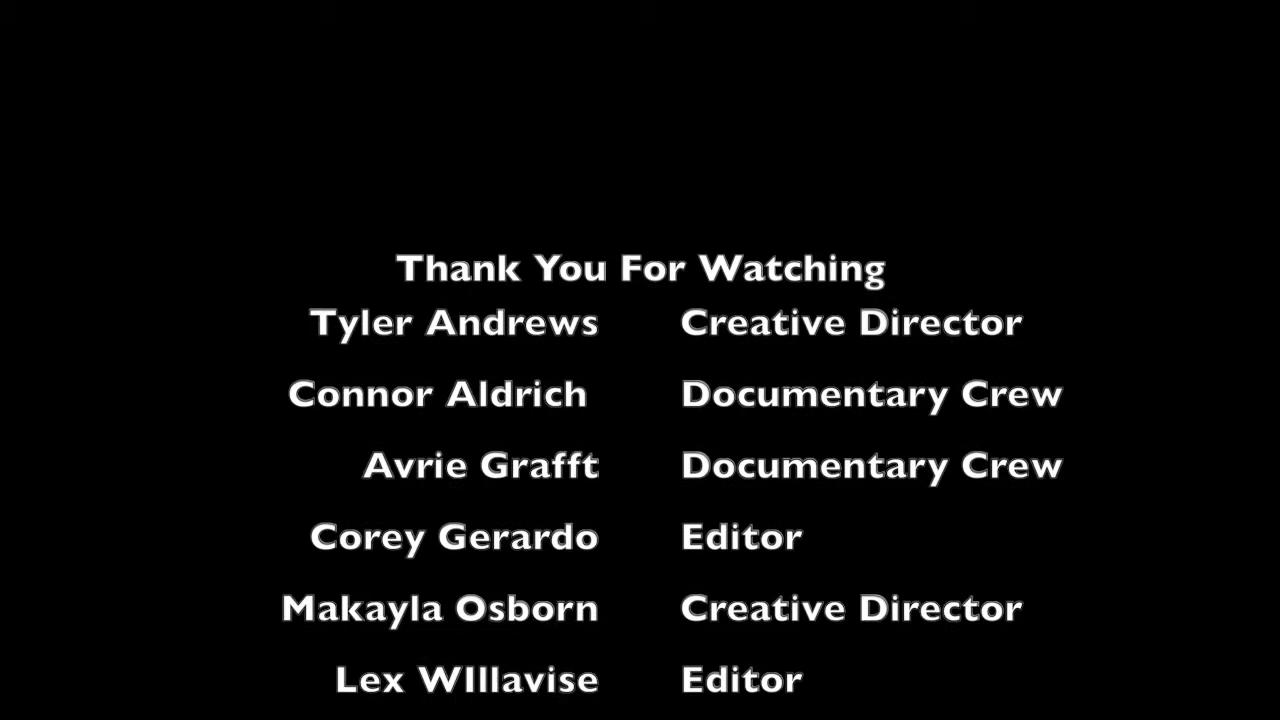 Thank You For Watching
Tyler Andrews Creative Director
Connor Aldrich Documentary Crew
Avrie Grafft Documentary Crew
Corey Gerardo Editor
Makayla Osborn Creative Director
Lex WIllavise Editor